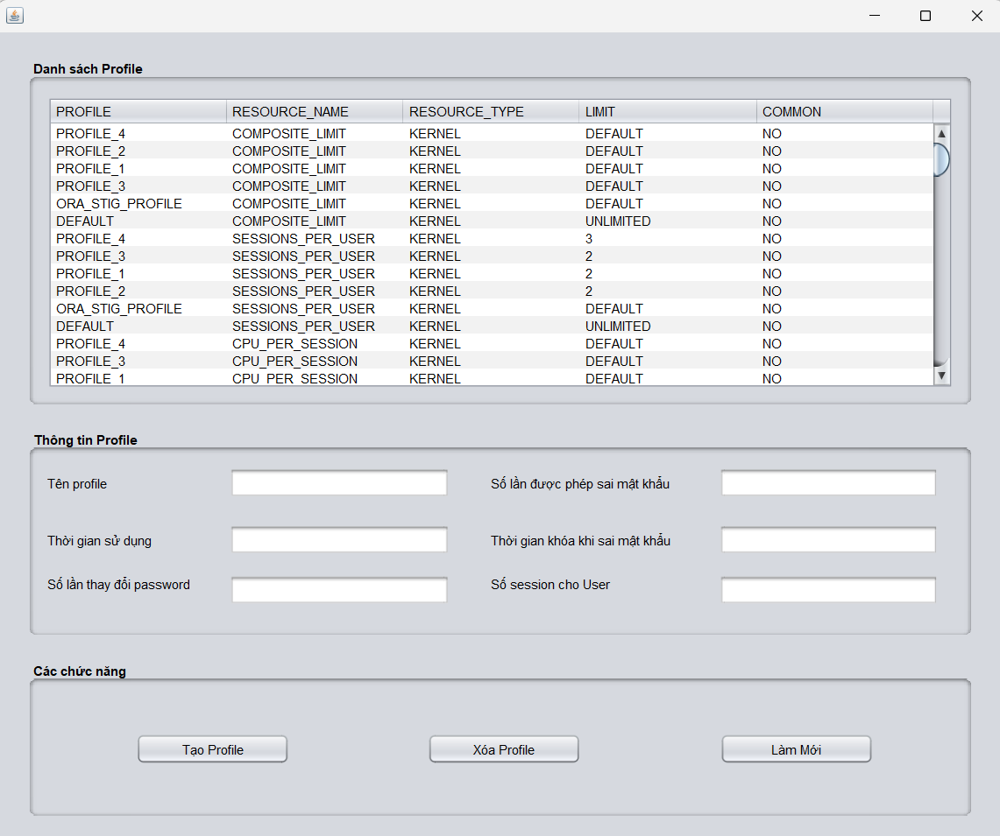 Danh sách Profile
PROFILE RESOURCE_NAME RESOURCE_TYPE LIMIT COMMON
PROFILE_4 COMPOSITE_LIMIT KERNEL DEFAULT NO
PROFILE_2 COMPOSITE_LIMIT KERNEL DEFAULT NO
PROFILE_1 COMPOSITE_LIMIT KERNEL DEFAULT NO
PROFILE_3 COMPOSITE_LIMIT KERNEL DEFAULT NO
ORA_STIG_PROFILE COMPOSITE_LIMIT KERNEL DEFAULT NO
DEFAULT COMPOSITE_LIMIT KERNEL UNLIMITED NO
PROFILE_4 SESSIONS_PER_USER KERNEL 3 NO
PROFILE_3 SESSIONS_PER_USER KERNEL 2 NO
PROFILE_1 SESSIONS_PER_USER KERNEL 2 NO
PROFILE_2 SESSIONS_PER_USER KERNEL 2 NO
ORA_STIG_PROFILE SESSIONS_PER_USER KERNEL DEFAULT NO
DEFAULT SESSIONS_PER_USER KERNEL UNLIMITED NO
PROFILE_4 CPU_PER_SESSION KERNEL DEFAULT NO
PROFILE_3 CPU_PER_SESSION KERNEL DEFAULT NO
PROFILE_1 CPU_PER_SESSION KERNEL DEFAULT NO
Thông tin Profile
Tên profile Số lần được phép sai mật khẩu
Thời gian sử dụng Thời gian khóa khi sai mật khẩu
Số lần thay đổi password Số session cho User
Các chức năng
Tạo Profile Xóa Profile Làm Mới